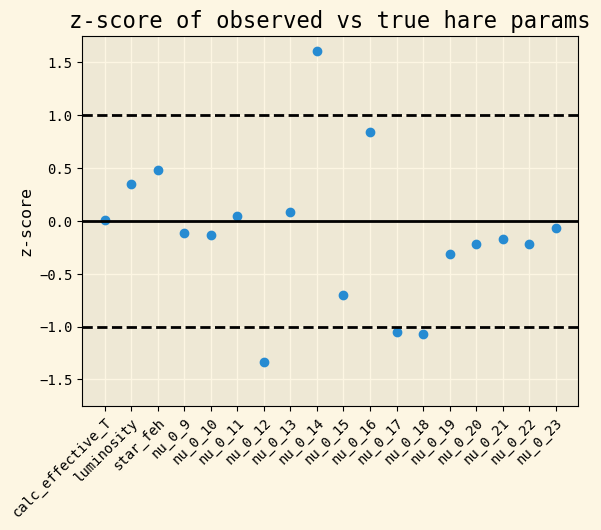 z-score of observed vs true hare params
z-score
1.5
1.0
0.5
0.0
−0.5
−1.0
−1.5
calc_effective_T
luminosity
star_feh
nu_0_9
nu_0_10
nu_0_11
nu_0_12
nu_0_13
nu_0_14
nu_0_15
nu_0_16
nu_0_17
nu_0_18
nu_0_19
nu_0_20
nu_0_21
nu_0_22
nu_0_23